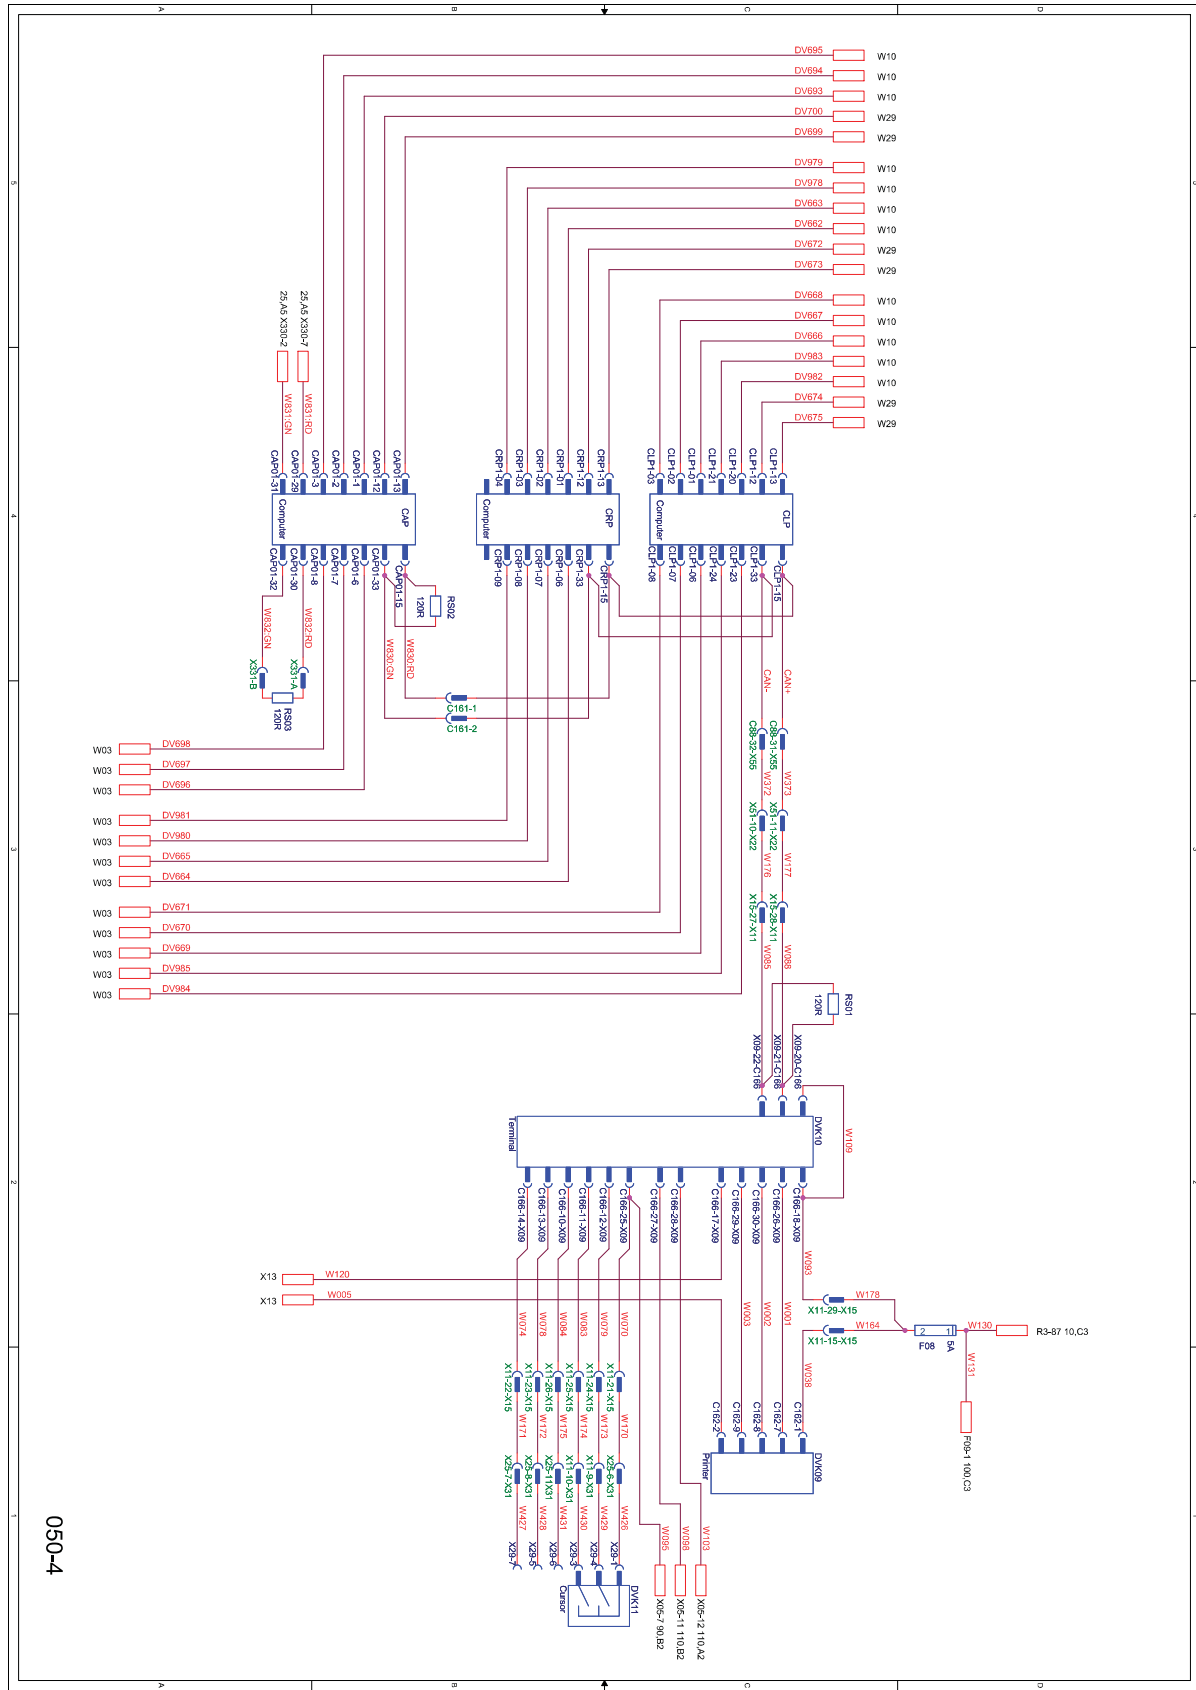 A
B
C
D
DV695 W10
DV694 W10
DV693 W10
DV700 W29
DV699 W29
DV979 W10
DV978 W10
DV663 W10
DV662 W10
DV672 W29
DV673 W29
DV668 W10
DV667 W10
DV666 W10
DV983 W10
DV982 W10
DV674 W29
DV675 W29
5
25,A5 X330-2
25,A5 X330-7
W831:GN
W831:RD
CAP01-31
CAP01-29
CAP01-3
CAP01-2
CAP01-1
CAP01-12
CAP01-13
CRP1-04
CRP1-03
CRP1-02
CRP1-01
CRP1-12
CRP1-13
CLP1-03
CLP1-02
CLP1-01
CLP1-21
CLP1-20
CLP1-12
CLP1-13
4
Computer
CAP
Computer
CRP
Computer
CLP
CAP01-32
CAP01-30
CAP01-8
CAP01-7
CAP01-6
CAP01-33
CAP01-15
CRP1-09
CRP1-08
CRP1-07
CRP1-06
CRP1-33
CRP1-15
CLP1-08
CLP1-07
CLP1-06
CLP1-24
CLP1-23
CLP1-33
CLP1-15
RS02
120R
W832:GN
W832:RD
W830:GN
W830:RD
X331-B
X331-A
RS03
120R
C161-1
C161-2
CAN-
CAN+
C88-32-X55
C88-31-X55
W372
W373
X51-10-X22
X51-11-X22
W176
W177
X15-27-X11
X15-28-X11
W085
W088
W03 DV698
W03 DV697
W03 DV696
W03 DV981
W03 DV980
W03 DV665
W03 DV664
W03 DV671
W03 DV670
W03 DV669
W03 DV985
W03 DV984
3
RS01
120R
X09-22-C166
X09-21-C166
X09-20-C166
W109
Terminal
DVK10
2
C166-14-X09
C166-13-X09
C166-10-X09
C166-11-X09
C166-12-X09
C166-25-X09
C166-27-X09
C166-28-X09
C166-17-X09
C166-29-X09
C166-30-X09
C166-26-X09
C166-18-X09
W093
X13 W120
X13 W005
W178
X11-29-X15
W164
X11-15-X15
2 1
F08
5A
W130
R3-87 10,C3
W131
F09-1 100,C3
W074
W078
W084
W083
W079
W070
W003
W002
W001
W038
X11-22-X15
X11-23-X15
X11-26-X15
X11-25-X15
X11-24-X15
X11-21-X15
W171
W172
W175
W174
W173
W170
X25-7-X31
X25-8-X31
X25-11X31
X11-10-X31
X11-9-X31
X25-6-X31
W427
W428
W431
W430
W429
W426
X29-7
X29-5
X29-6
X29-3
X29-4
X29-1
C162-2
C162-9
C162-8
C162-7
C162-1
Printer
DVK09
W095
W098
W103
X05-7 90,B2
X05-11 110,B2
X05-12 110,A2
Cursor
DVK11
1
050-4
A
B
C
D